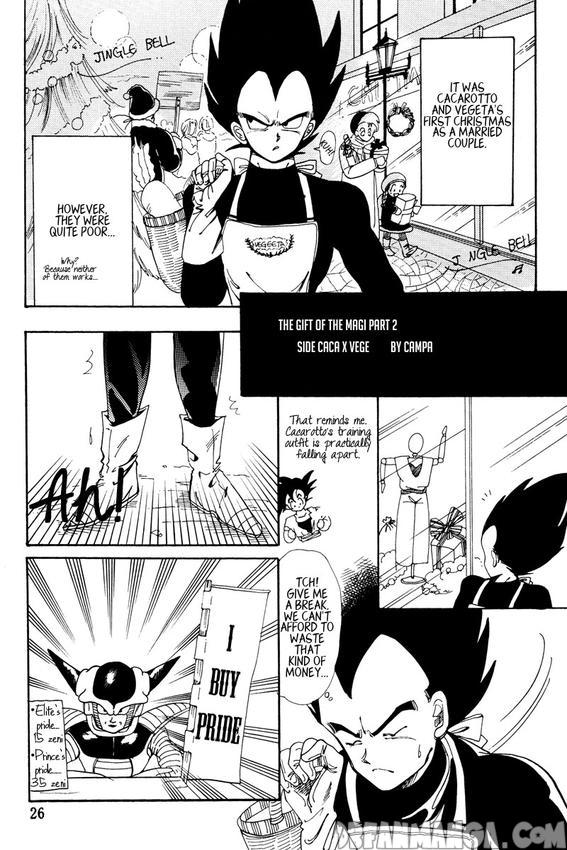 JINGLE BELL
IT WAS
CACAROTTO
AND VEGETA'S
FIRST CHRISTMAS
AS A MARRIED
COUPLE.
HOWEVER,
THEY WERE
QUITE POOR...
Why?
Because neither
of them works...
VEGEETA
JINGLE BELL
THE GIFT OF THE MAGI PART 2
SIDE CACA X VEGE BY CAMPA
That reminds me.
Cacarotto's training
outfit is practically
falling apart.
Ah!
TCH!
GIVE ME
A BREAK,
WE CAN'T
AFFORD TO
WASTE
THAT
KIND OF
MONEY...
I
BUY
PRIDE
•Elite's
pride...
15 zeni
•Prince's
pride...
35 zeni
26
DBFANMANGA.COM